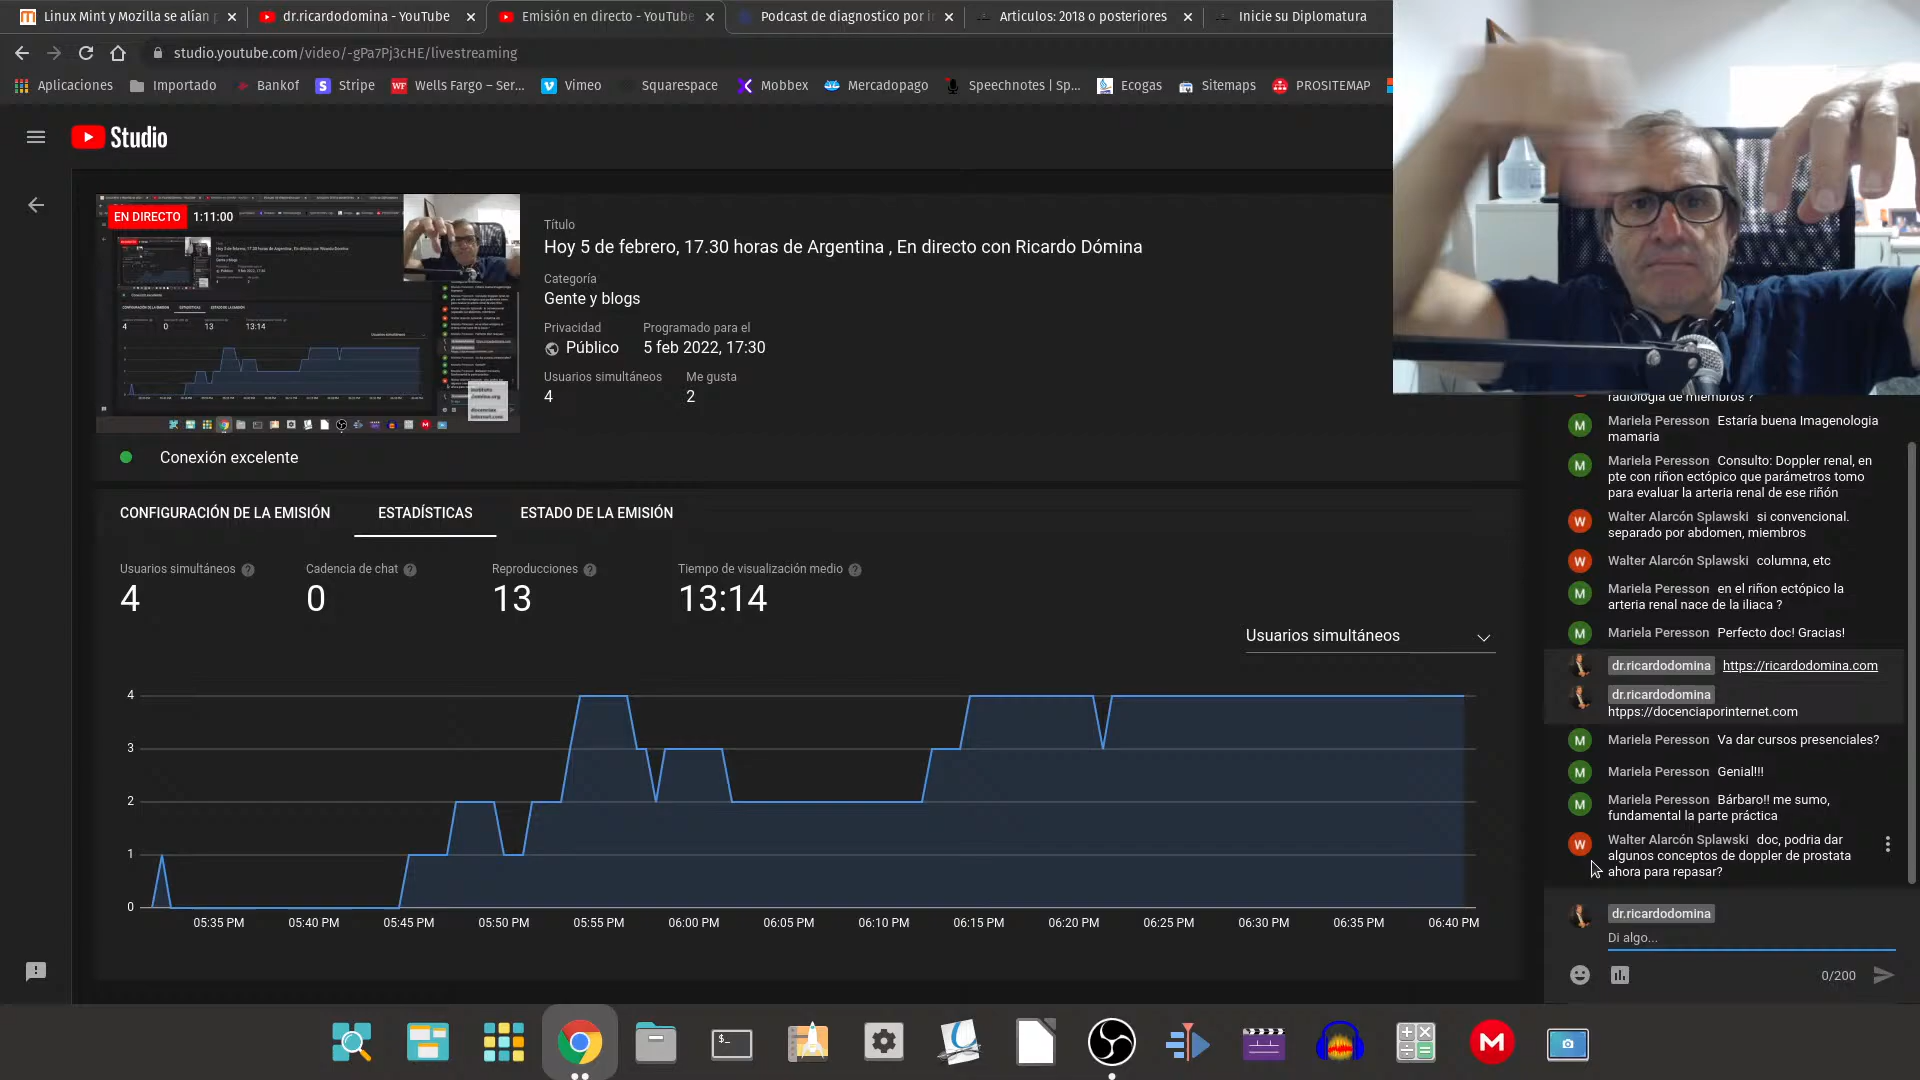 Linux Mint y Mozilla se alían
dr.ricardodomina - YouTube
Emisión en directo - YouTube
Podcast de diagnostico por
Articulos: 2018 o posteriores
Inicie su Diplomatura
studio.youtube.com/video/-gPa7Pj3cHE/livestreaming
Aplicaciones
Importado
Bankof
Stripe
WF Wells Fargo – Ser...
Vimeo
Squarespace
Mobbex
Mercadopago
Speechnotes | Sp...
Ecogas
Sitemaps
PROSITEMAP
Studio
EN DIRECTO 1:11:00
Título
Hoy 5 de febrero, 17.30 horas de Argentina , En directo con Ricardo Dómina
Categoría
Gente y blogs
Privacidad Programado para el
Público 5 feb 2022, 17:30
Usuarios simultáneos Me gusta
4 2
Conexión excelente
CONFIGURACIÓN DE LA EMISIÓN ESTADÍSTICAS ESTADO DE LA EMISIÓN
Usuarios simultáneos Cadencia de chat Reproducciones Tiempo de visualización medio
4 0 13 13:14
Usuarios simultáneos
4
3
2
1
0
05:35 PM 05:40 PM 05:45 PM 05:50 PM 05:55 PM 06:00 PM 06:05 PM 06:10 PM 06:15 PM 06:20 PM 06:25 PM 06:30 PM 06:35 PM 06:40 PM
radiología de miembros ?
M Mariela Peresson Estaría buena Imagenologia
mamaria
M Mariela Peresson Consulto: Doppler renal, en
pte con riñon ectópico que parámetros tomo
para evaluar la arteria renal de ese riñón
W Walter Alarcón Splawski si convencional.
separado por abdomen, miembros
W Walter Alarcón Splawski columna, etc
M Mariela Peresson en el riñon ectópico la
arteria renal nace de la iliaca ?
M Mariela Peresson Perfecto doc! Gracias!
dr.ricardodomina https://ricardodomina.com
dr.ricardodomina
htpps://docenciaporinternet.com
M Mariela Peresson Va dar cursos presenciales?
M Mariela Peresson Genial!!!
M Mariela Peresson Bárbaro!! me sumo,
fundamental la parte práctica
W Walter Alarcón Splawski doc, podria dar
algunos conceptos de doppler de prostata
ahora para repasar?
dr.ricardodomina
Di algo...
0/200